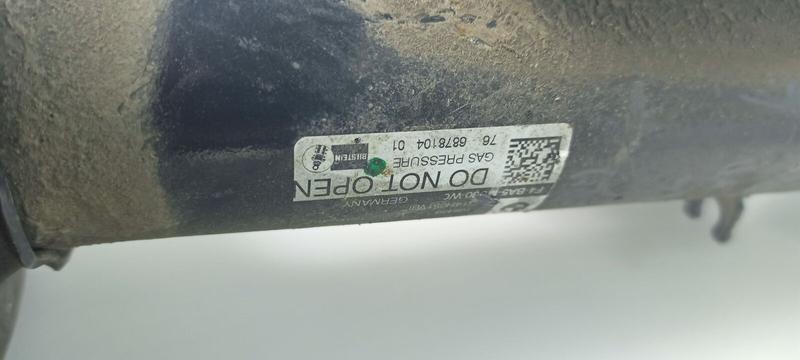 76 6878104 01
BILSTEIN
GAS PRESSURE
DO NOT OPEN
GERMANY